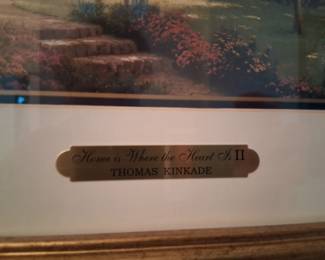 Home is Where the Heart Is II
THOMAS KINKADE